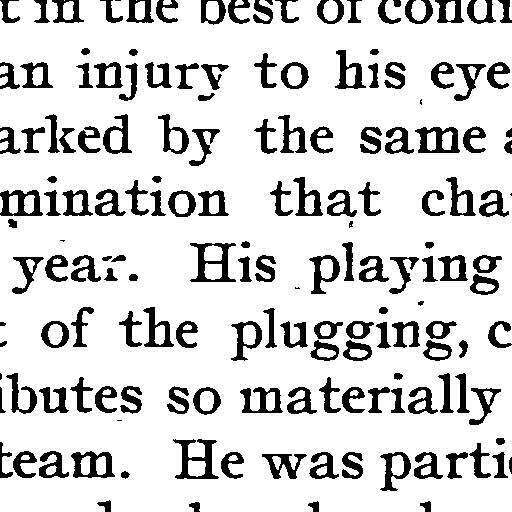 t in the best of condi
an injury to his eye
arked by the same a
mination that cha
year. His playing
t of the plugging, c
ibutes so materially
team. He was parti